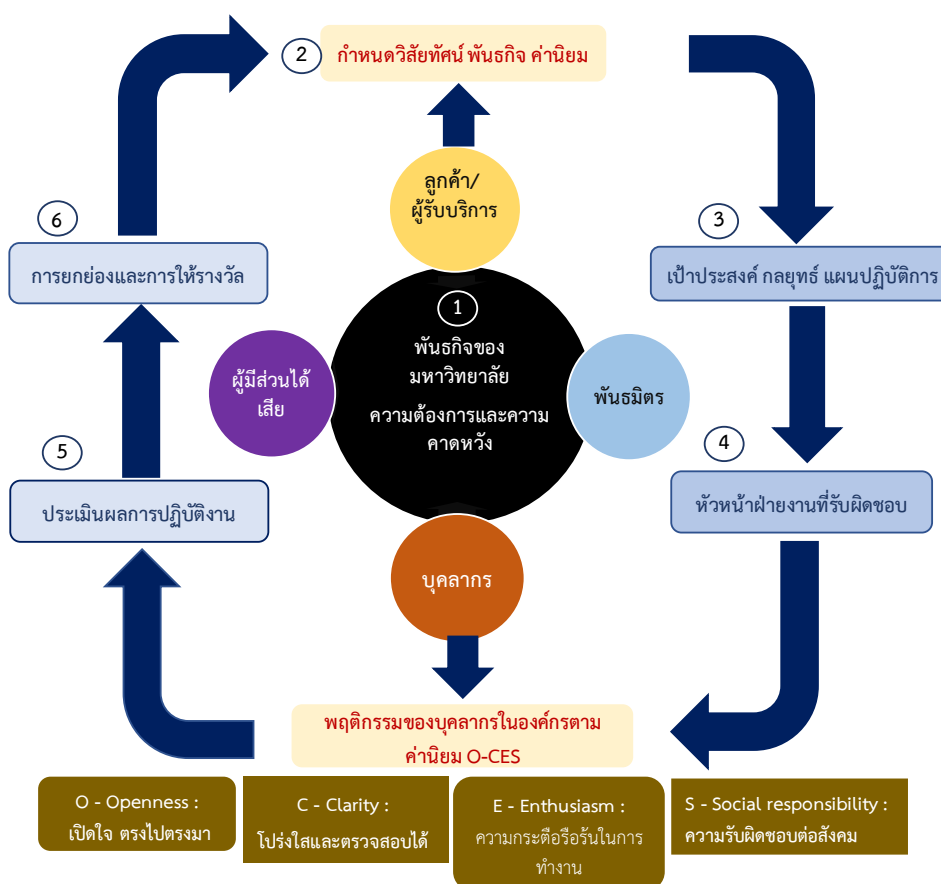 2
กำหนดวิสัยทัศน์ พันธกิจ ค่านิยม
ลูกค้า/
ผู้รับบริการ
6
การยกย่องและการให้รางวัล
3
เป้าประสงค์ กลยุทธ์ แผนปฏิบัติการ
1
พันธกิจของ
มหาวิทยาลัย
ความต้องการและความ
คาดหวัง
ผู้มีส่วนได้
เสีย
พันธมิตร
5
ประเมินผลการปฏิบัติงาน
4
หัวหน้าฝ่ายงานที่รับผิดชอบ
บุคลากร
พฤติกรรมของบุคลากรในองค์กรตาม
ค่านิยม O-CES
O - Openness :
เปิดใจ ตรงไปตรงมา
C - Clarity :
โปร่งใสและตรวจสอบได้
E - Enthusiasm :
ความกระตือรือร้นในการ
ทำงาน
S - Social responsibility :
ความรับผิดชอบต่อสังคม